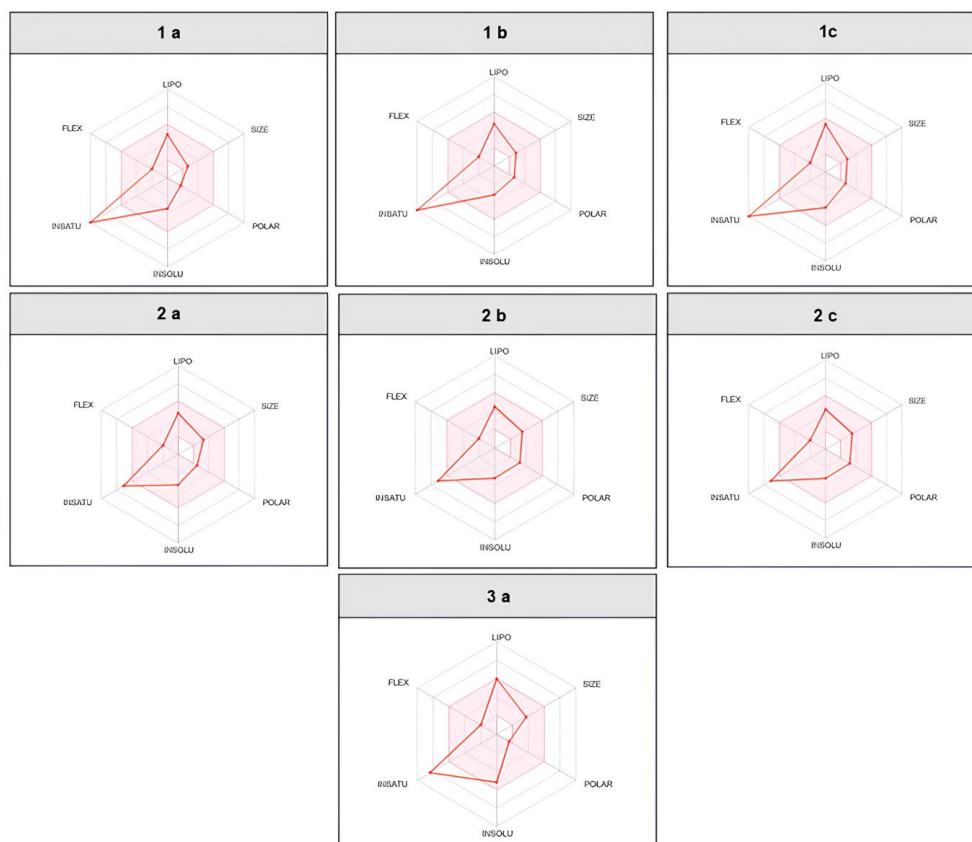 1 a
LIPO
FLEX
SIZE
INSATU
POLAR
INSOLU
1 b
LIPO
FLEX
SIZE
INSATU
POLAR
INSOLU
1c
LIPO
FLEX
SIZE
INSATU
POLAR
INSOLU
2 a
LIPO
FLEX
SIZE
INSATU
POLAR
INSOLU
2 b
LIPO
FLEX
SIZE
INSATU
POLAR
INSOLU
2 c
LIPO
FLEX
SIZE
INSATU
POLAR
INSOLU
3 a
LIPO
FLEX
SIZE
INSATU
POLAR
INSOLU